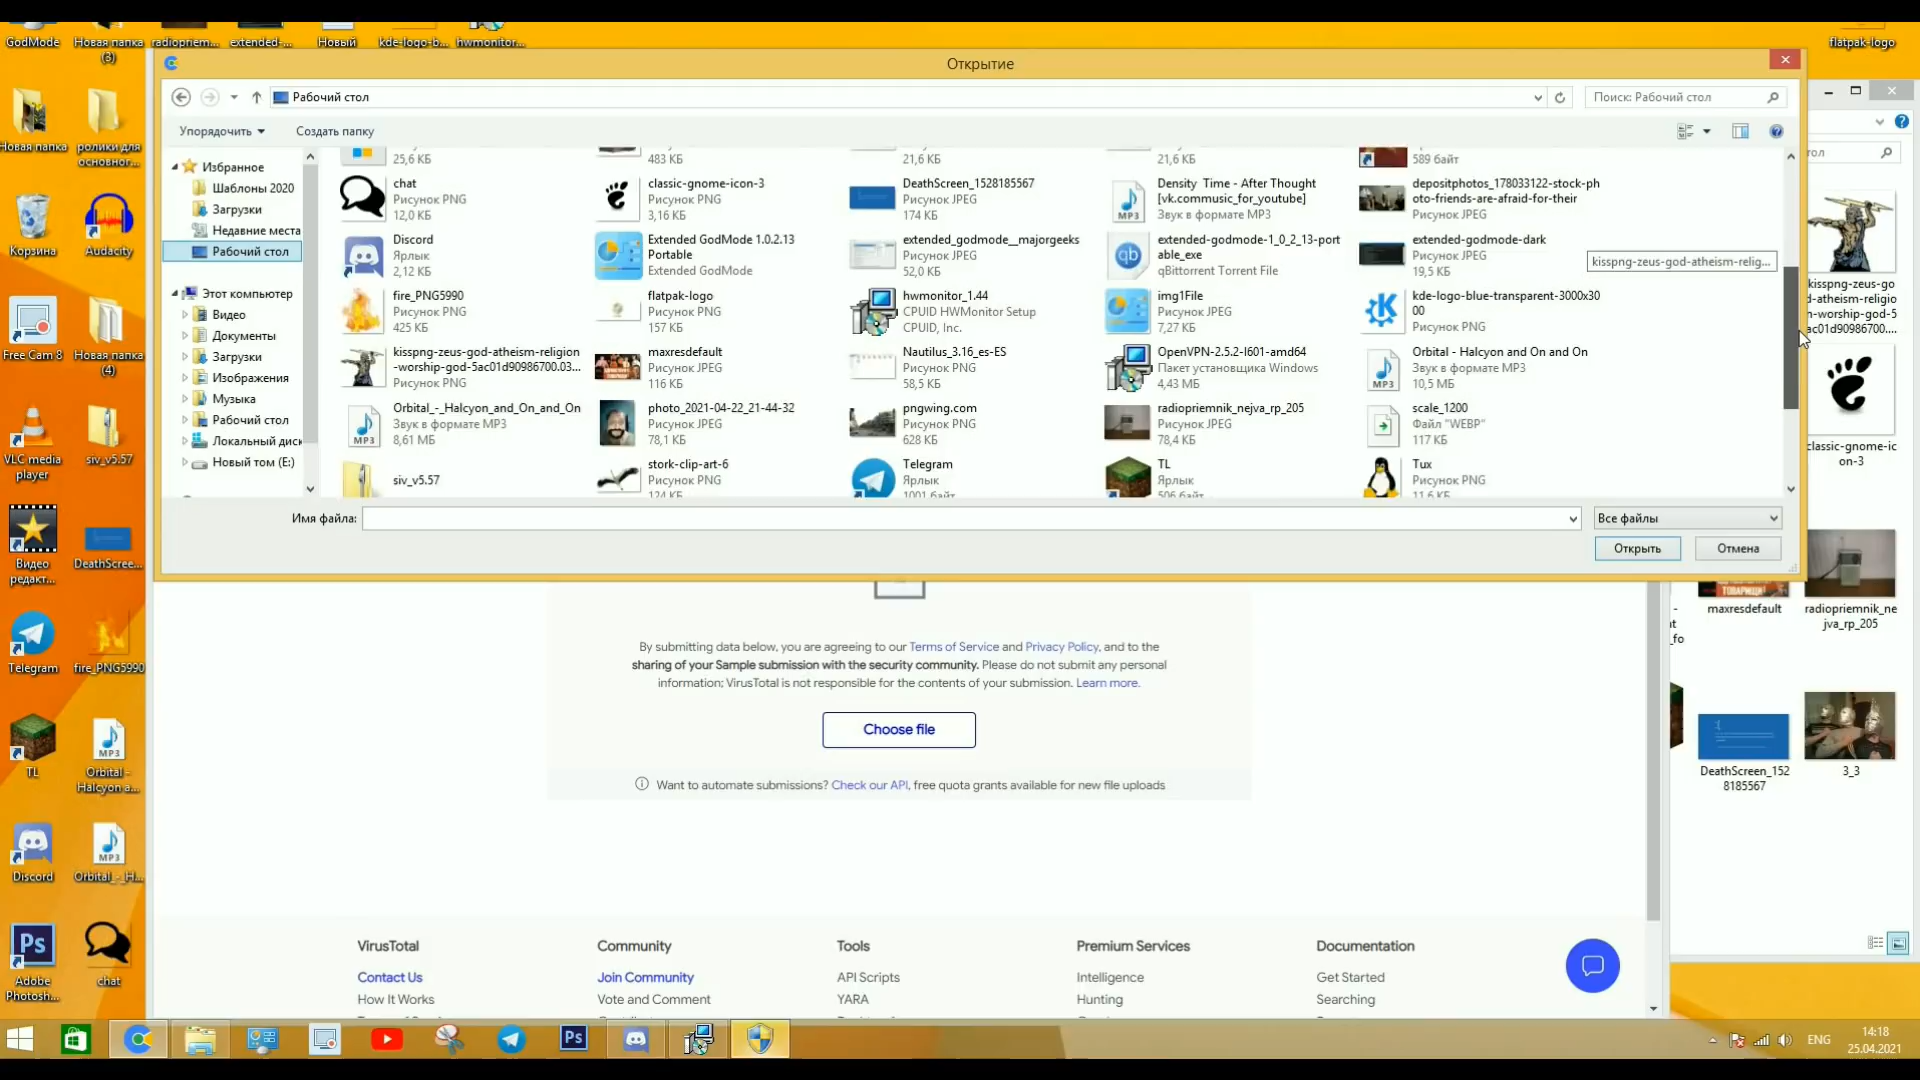 GodMode
Новая папка (3)
radiopriem...
extended-...
Новый
kde-logo-b...
hwmonitor...
flatpak-logo
Открытие
Рабочий стол
Поиск: Рабочий стол
Упорядочить
Создать папку
Избранное
Шаблоны 2020
Загрузки
Недавние места
Рабочий стол
Этот компьютер
Видео
Документы
Загрузки
Изображения
Музыка
Рабочий стол
Локальный диск
Новый том (E:)
25,6 КБ
483 КБ
21,6 КБ
21,6 КБ
589 байт
chat
Рисунок PNG
12,0 КБ
classic-gnome-icon-3
Рисунок PNG
3,16 КБ
DeathScreen_1528185567
Рисунок JPEG
174 КБ
Density Time - After Thought
[vk.commusic_for_youtube]
Звук в формате MP3
depositphotos_178033122-stock-ph
oto-friends-are-afraid-for-their
Рисунок JPEG
Discord
Ярлык
2,12 КБ
Extended GodMode 1.0.2.13
Portable
Extended GodMode
extended_godmode__majorgeeks
Рисунок JPEG
52,0 КБ
extended-godmode-1_0_2_13-port
able_exe
qBittorrent Torrent File
extended-godmode-dark
Рисунок JPEG
19,5 КБ
kisspng-zeus-god-atheism-relig...
fire_PNG5990
Рисунок PNG
425 КБ
flatpak-logo
Рисунок PNG
157 КБ
hwmonitor_1.44
CPUID HWMonitor Setup
CPUID, Inc.
img1File
Рисунок JPEG
7,27 КБ
kde-logo-blue-transparent-3000x30
00
Рисунок PNG
kisspng-zeus-god-atheism-religion
-worship-god-5ac01d90986700.03...
Рисунок PNG
maxresdefault
Рисунок JPEG
116 КБ
Nautilus_3.16_es-ES
Рисунок PNG
58,5 КБ
OpenVPN-2.5.2-I601-amd64
Пакет установщика Windows
4,43 МБ
Orbital - Halcyon and On and On
Звук в формате MP3
10,5 МБ
Orbital_-_Halcyon_and_On_and_On
Звук в формате MP3
8,61 МБ
photo_2021-04-22_21-44-32
Рисунок JPEG
78,1 КБ
pngwing.com
Рисунок PNG
628 КБ
radiopriemnik_nejva_rp_205
Рисунок JPEG
78,4 КБ
scale_1200
Файл "WEBP"
117 КБ
siv_v5.57
stork-clip-art-6
Рисунок PNG
124 КБ
Telegram
Ярлык
1001 байт
TL
Ярлык
506 байт
Tux
Рисунок PNG
11,6 КБ
Имя файла:
Все файлы
Открыть
Отмена
Новая папка
ролики для
основног...
Корзина
Audacity
Free Cam 8
Новая папка
(4)
VLC media
player
siv_v5.57
Видео
редакт...
DeathScree...
Telegram
fire_PNG5990
TL
Orbital -
Halcyon a...
Discord
Orbital_-_H...
Adobe
Photosh...
chat
By submitting data below, you are agreeing to our Terms of Service and Privacy Policy, and to the
sharing of your Sample submission with the security community. Please do not submit any personal
information; VirusTotal is not responsible for the contents of your submission. Learn more.
Choose file
Want to automate submissions? Check our API, free quota grants available for new file uploads
VirusTotal
Contact Us
How It Works
Community
Join Community
Vote and Comment
Tools
API Scripts
YARA
Premium Services
Intelligence
Hunting
Documentation
Get Started
Searching
kisspng-zeus-go
d-atheism-religio
n-worship-god-5
ac01d90986700....
classic-gnome-ic
on-3
maxresdefault
radiopriemnik_ne
jva_rp_205
DeathScreen_152
8185567
3_3
ENG
14:18
25.04.2021